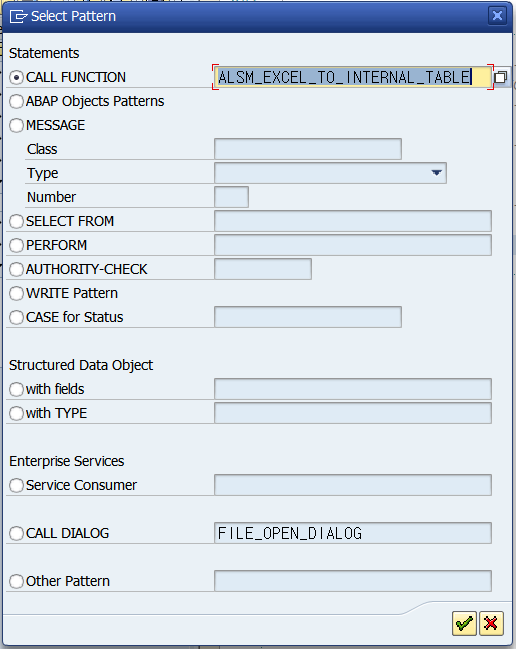 Select Pattern
Statements
CALL FUNCTION ALSM_EXCEL_TO_INTERNAL_TABLE
ABAP Objects Patterns
MESSAGE
Class
Type
Number
SELECT FROM
PERFORM
AUTHORITY-CHECK
WRITE Pattern
CASE for Status
Structured Data Object
with fields
with TYPE
Enterprise Services
Service Consumer
CALL DIALOG FILE_OPEN_DIALOG
Other Pattern